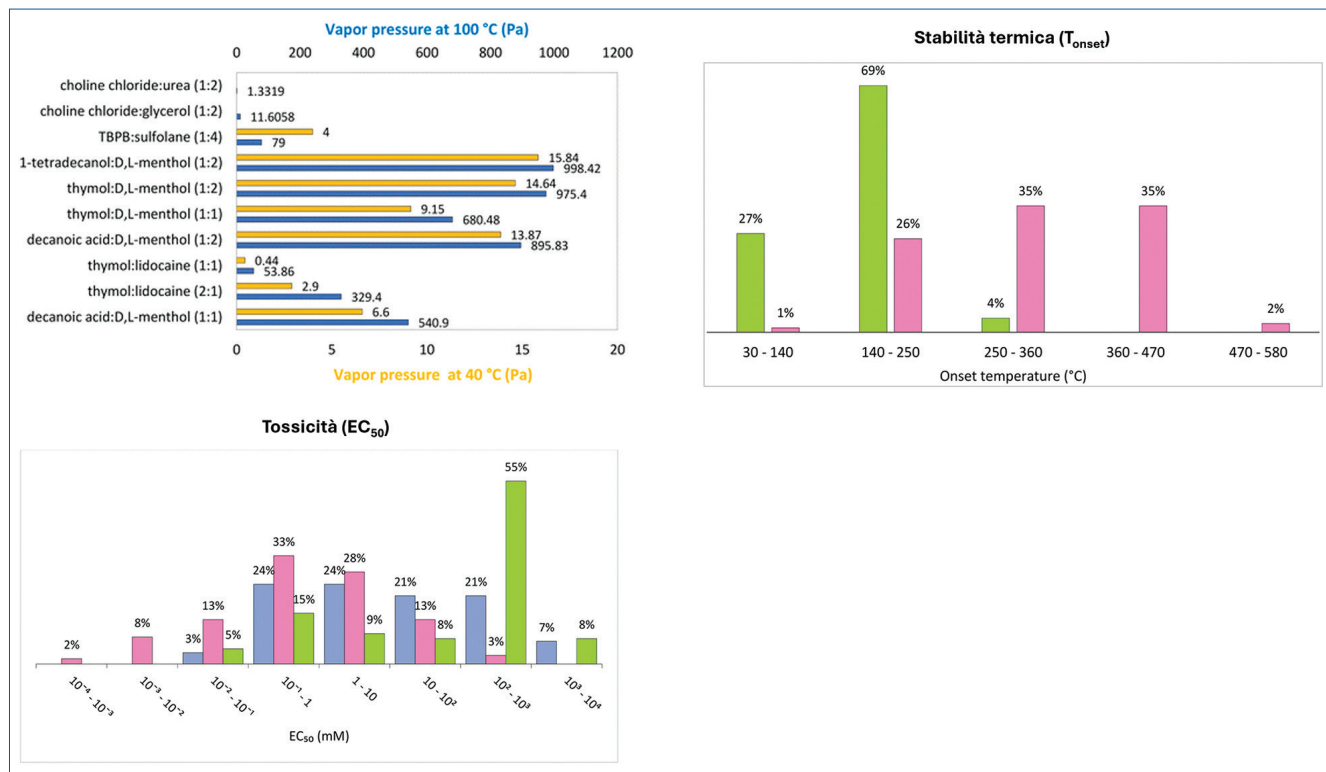 Vapor pressure at 100 °C (Pa)
0 200 400 600 800 1000 1200
choline chloride:urea (1:2) 1.3319
choline chloride:glycerol (1:2) 11.6058
TBPB:sulfolane (1:4) 4
79
1-tetradecanol:D,L-menthol (1:2) 15.84
998.42
thymol:D,L-menthol (1:2) 14.64
975.4
thymol:D,L-menthol (1:1) 9.15
680.48
decanoic acid:D,L-menthol (1:2) 13.87
895.83
thymol:lidocaine (1:1) 0.44
53.86
thymol:lidocaine (2:1) 2.9
329.4
decanoic acid:D,L-menthol (1:1) 6.6
540.9
0 5 10 15 20
Vapor pressure at 40 °C (Pa)
Stabilità termica (Tonset)
69%
35% 35%
27% 26%
4%
1% 2%
30 - 140 140 - 250 250 - 360 360 - 470 470 - 580
Onset temperature (°C)
Tossicità (EC₅₀)
55%
33%
24% 24% 28%
21% 21%
15%
13% 13%
8% 9% 8% 7% 8%
2% 3% 5% 3%
10⁻⁴ - 10⁻³ 10⁻³ - 10⁻² 10⁻² - 10⁻¹ 10⁻¹ - 1 1 - 10 10 - 10² 10² - 10³ 10³ - 10⁴
EC₅₀ (mM)